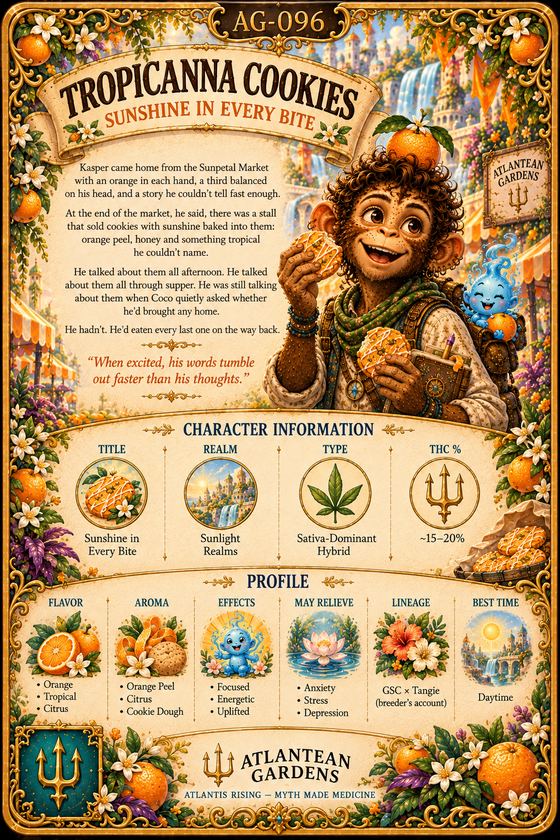 AG-096
TROPICANNA COOKIES
SUNSHINE IN EVERY BITE
Kasper came home from the Sunpetal Market
with an orange in each hand, a third balanced
on his head, and a story he couldn't tell fast enough.
At the end of the market, he said, there was a stall
that sold cookies with sunshine baked into them:
orange peel, honey and something tropical
he couldn't name.
He talked about them all afternoon. He talked
about them all through supper. He was still talking
about them when Coco quietly asked whether
he'd brought any home.
He hadn't. He'd eaten every last one on the way back.
"When excited, his words tumble
out faster than his thoughts."
ATLANTEAN
GARDENS
CHARACTER INFORMATION
TITLE
Sunshine in
Every Bite
REALM
Sunlight
Realms
TYPE
Sativa-Dominant
Hybrid
THC %
~15–20%
PROFILE
FLAVOR
• Orange
• Tropical
• Citrus
AROMA
• Orange Peel
• Citrus
• Cookie Dough
EFFECTS
• Focused
• Energetic
• Uplifted
MAY RELIEVE
• Anxiety
• Stress
• Depression
LINEAGE
GSC × Tangie
(breeder's account)
BEST TIME
Daytime
ATLANTEAN
GARDENS
ATLANTIS RISING – MYTH MADE MEDICINE